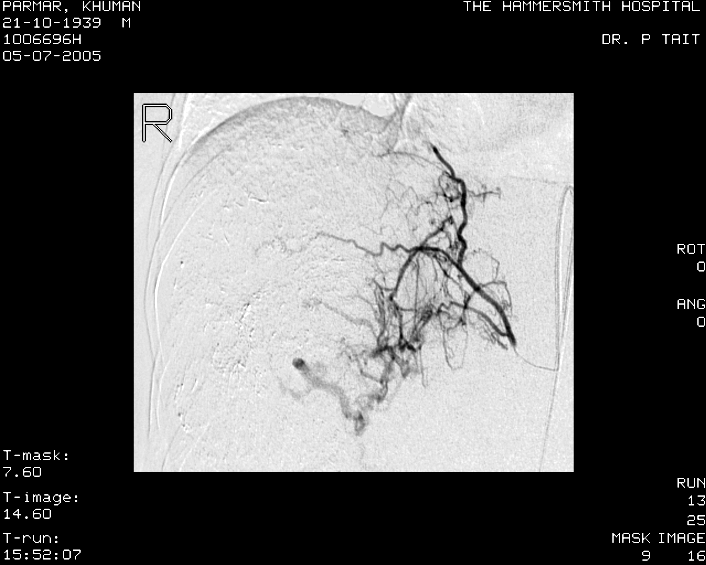 PARMAR, KHUMAN
21-10-1939 M
1006696H
05-07-2005
THE HAMMERSMITH HOSPITAL
DR. P TAIT
R
ROT
0
ANG
0
T-mask:
7.60
T-image:
14.60
T-run:
15:52:07
RUN
13
25
MASK IMAGE
9 16